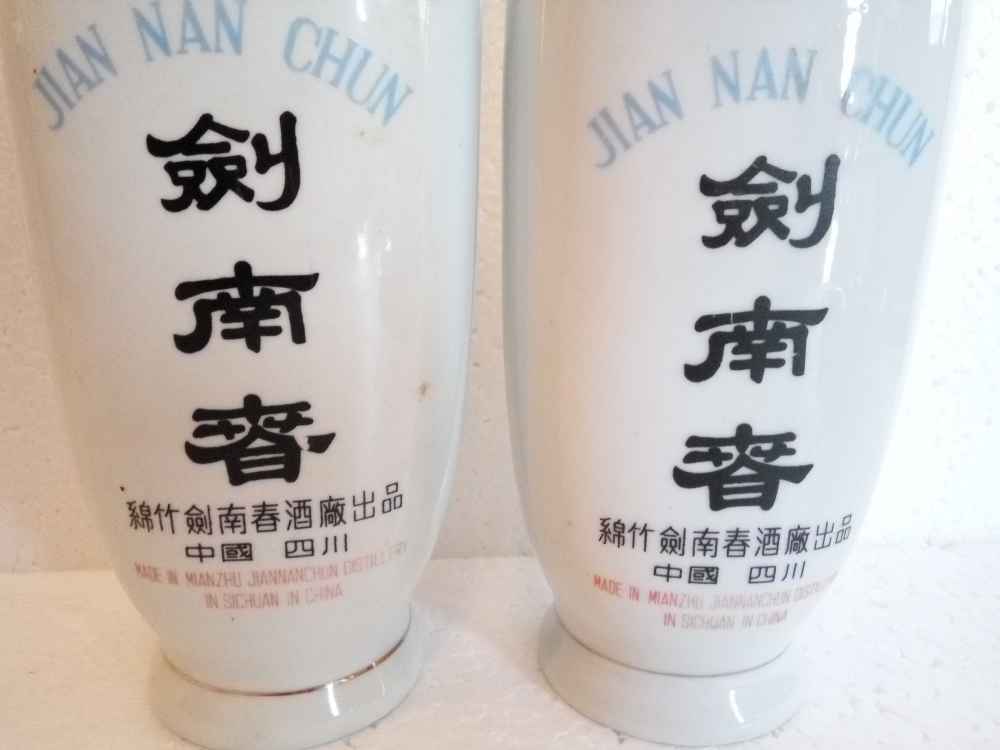 JIAN NAN CHUN
劍
南
春
綿竹劍南春酒廠出品
中國 四川
MADE IN MIANZHU JIANNANCHUN DISTILLERY
IN SICHUAN IN CHINA
JIAN NAN CHUN
劍
南
春
綿竹劍南春酒廠出品
中國 四川
MADE IN MIANZHU JIANNANCHUN
IN SICHUAN IN CHINA